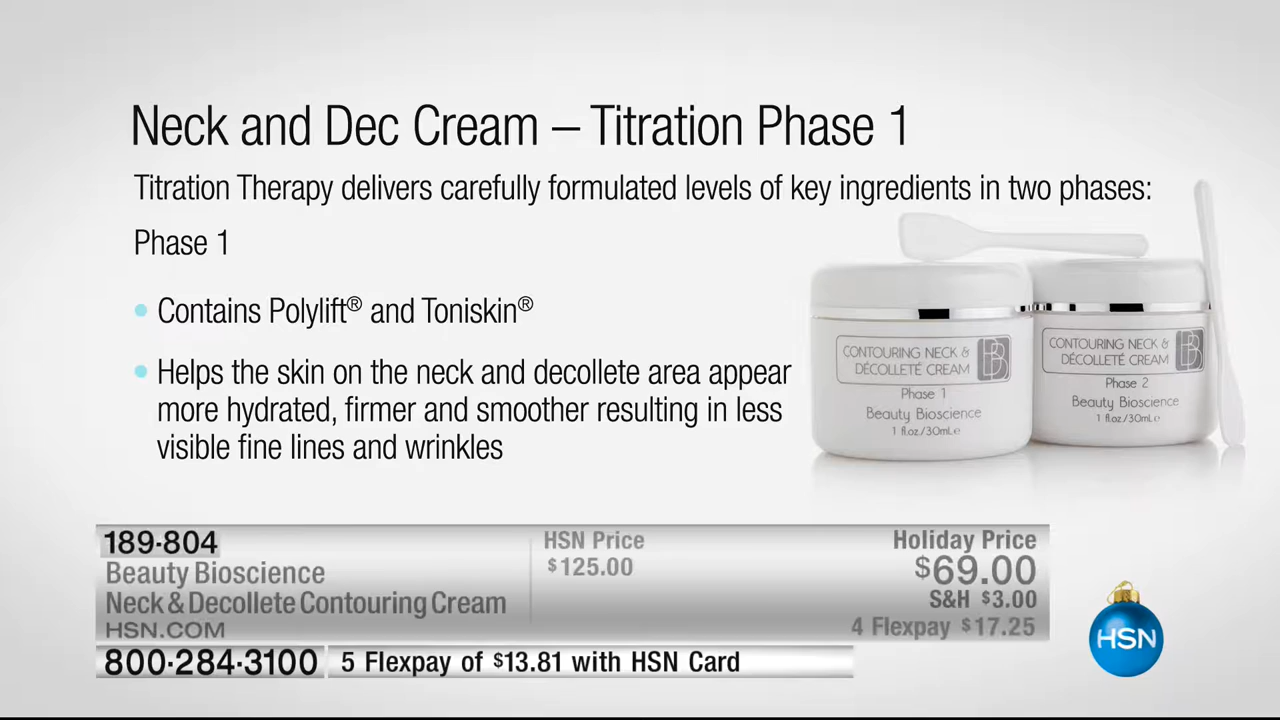 Neck and Dec Cream – Titration Phase 1
Titration Therapy delivers carefully formulated levels of key ingredients in two phases:
Phase 1
• Contains Polylift® and Toniskin®
• Helps the skin on the neck and decollete area appear
more hydrated, firmer and smoother resulting in less
visible fine lines and wrinkles
CONTOURING NECK &
DÉCOLLETÉ CREAM
BB
Phase 1
Beauty Bioscience
1 fl.oz./30mL e
CONTOURING NECK &
DÉCOLLETÉ CREAM
BB
Phase 2
Beauty Bioscience
1 fl.oz./30mL e
189-804
Beauty Bioscience
Neck & Decollete Contouring Cream
HSN.COM
HSN Price
$125.00
Holiday Price
$69.00
S&H $3.00
4 Flexpay $17.25
800-284-3100
5 Flexpay of $13.81 with HSN Card
HSN